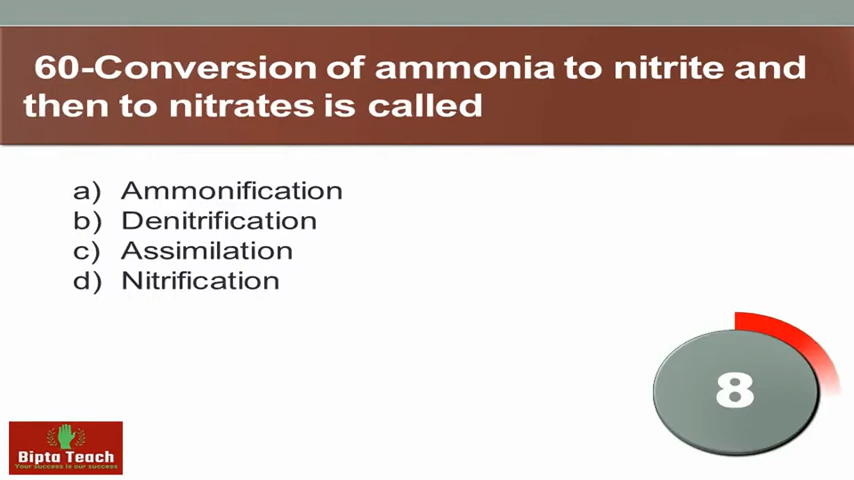 60-Conversion of ammonia to nitrite and
then to nitrates is called
a) Ammonification
b) Denitrification
c) Assimilation
d) Nitrification
8
Bipta Teach
Your success is our success